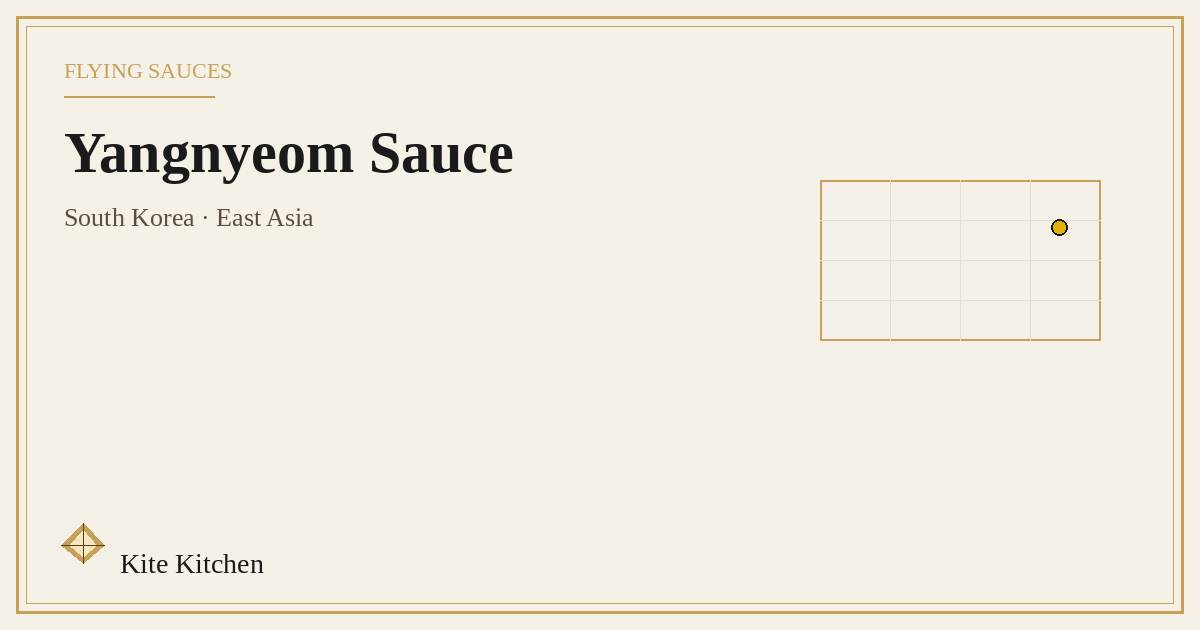 FLYING SAUCES
Yangnyeom Sauce
South Korea · East Asia
Kite Kitchen